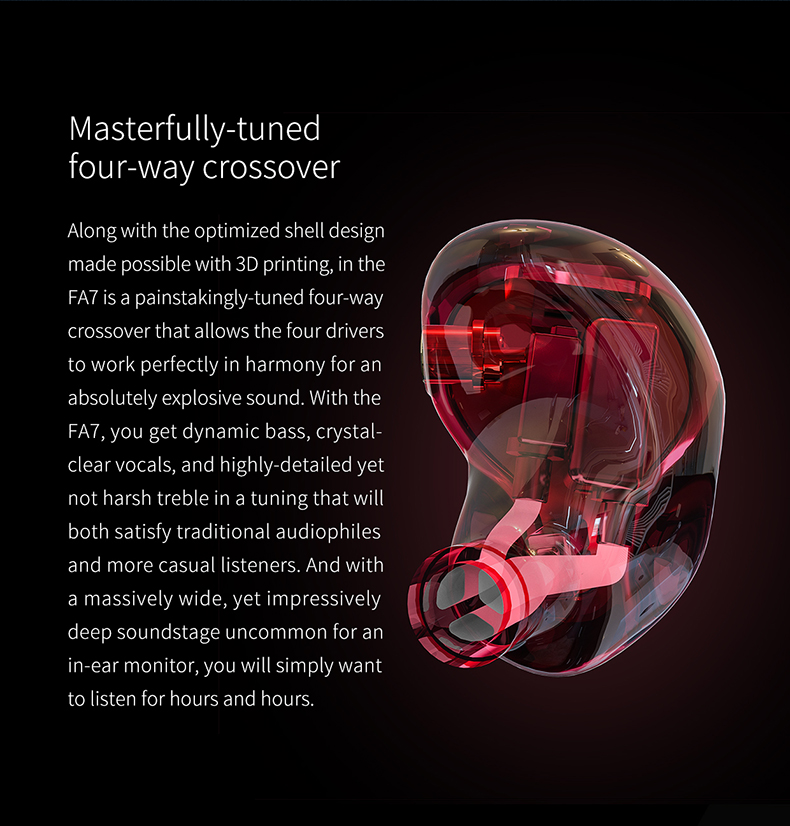 Masterfully-tuned
four-way crossover
Along with the optimized shell design
made possible with 3D printing, in the
FA7 is a painstakingly-tuned four-way
crossover that allows the four drivers
to work perfectly in harmony for an
absolutely explosive sound. With the
FA7, you get dynamic bass, crystal-
clear vocals, and highly-detailed yet
not harsh treble in a tuning that will
both satisfy traditional audiophiles
and more casual listeners. And with
a massively wide, yet impressively
deep soundstage uncommon for an
in-ear monitor, you will simply want
to listen for hours and hours.